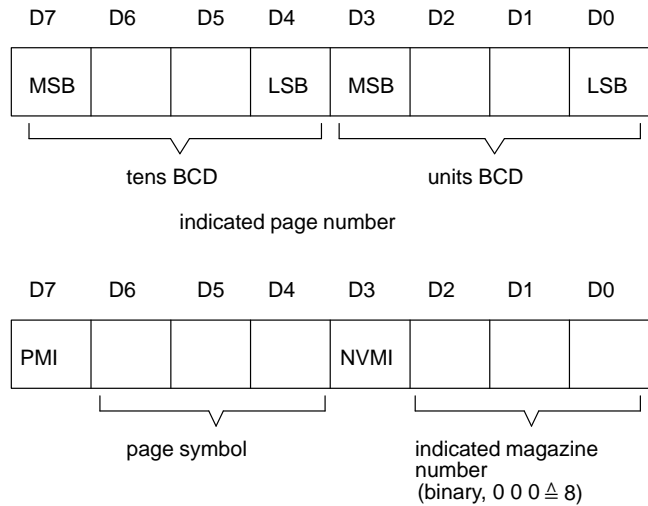 D7 D6 D5 D4 D3 D2 D1 D0
MSB LSB MSB LSB
tens BCD units BCD
indicated page number
D7 D6 D5 D4 D3 D2 D1 D0
PMI NVMI
page symbol indicated magazine
number
(binary, 0 0 0 ≙ 8)